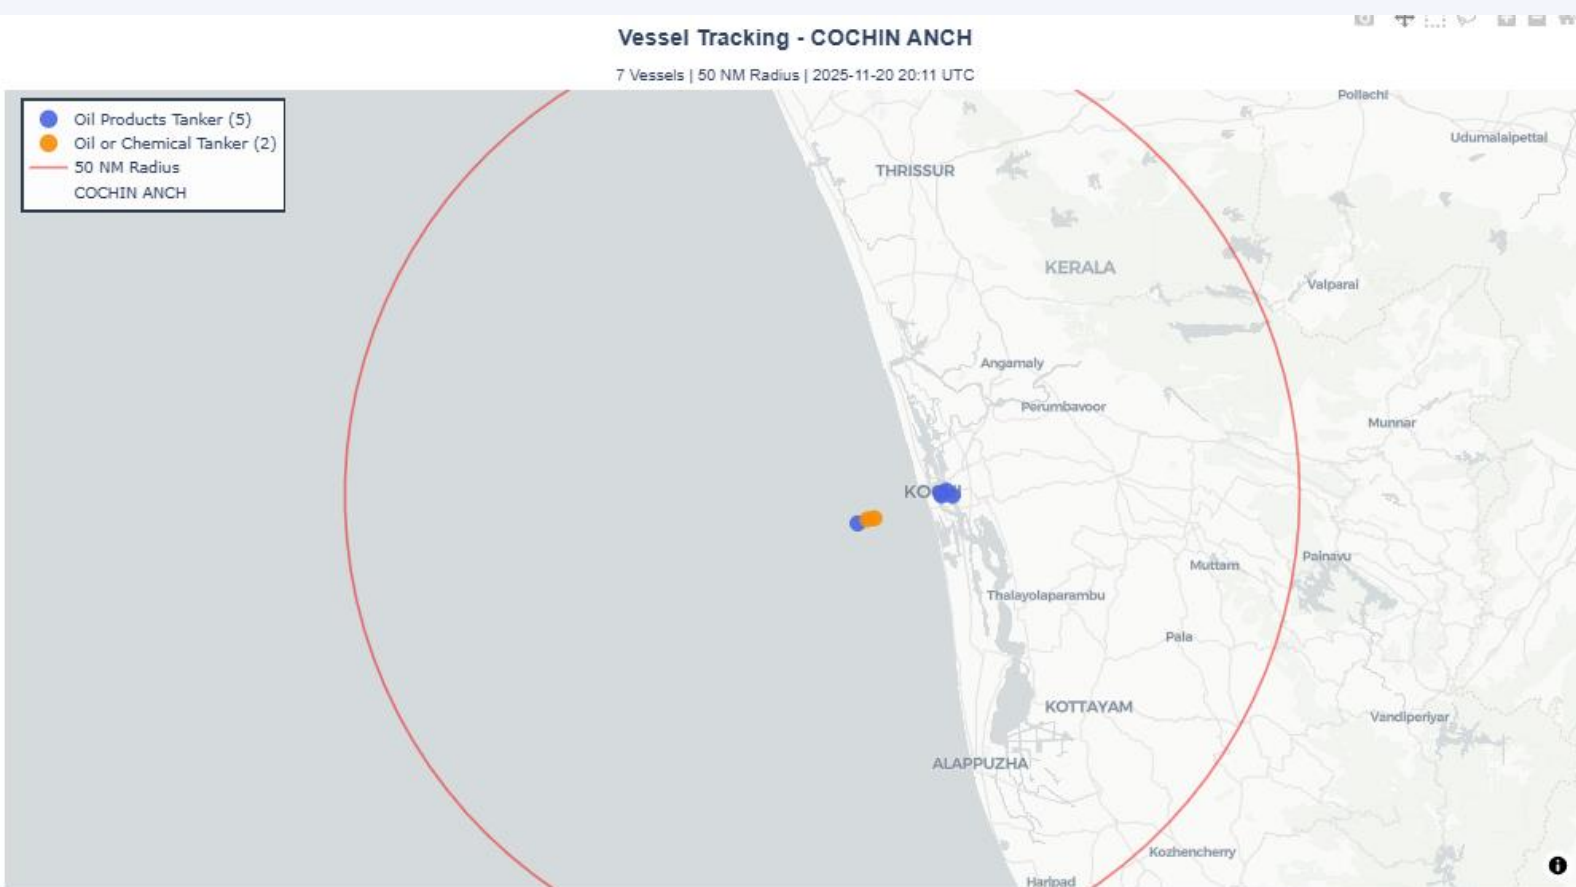 Vessel Tracking - COCHIN ANCH
7 Vessels | 50 NM Radius | 2025-11-20 20:11 UTC
Oil Products Tanker (5)
Oil or Chemical Tanker (2)
50 NM Radius
COCHIN ANCH
Pollachi
Udumalaipettai
THRISSUR
KERALA
Valparai
Angamaly
Perumbavoor
Munnar
Painavu
Muttam
Thalayolaparambu
Pala
KOTTAYAM
Vandiperiyar
ALAPPUZHA
Kozhencherry
Haripad